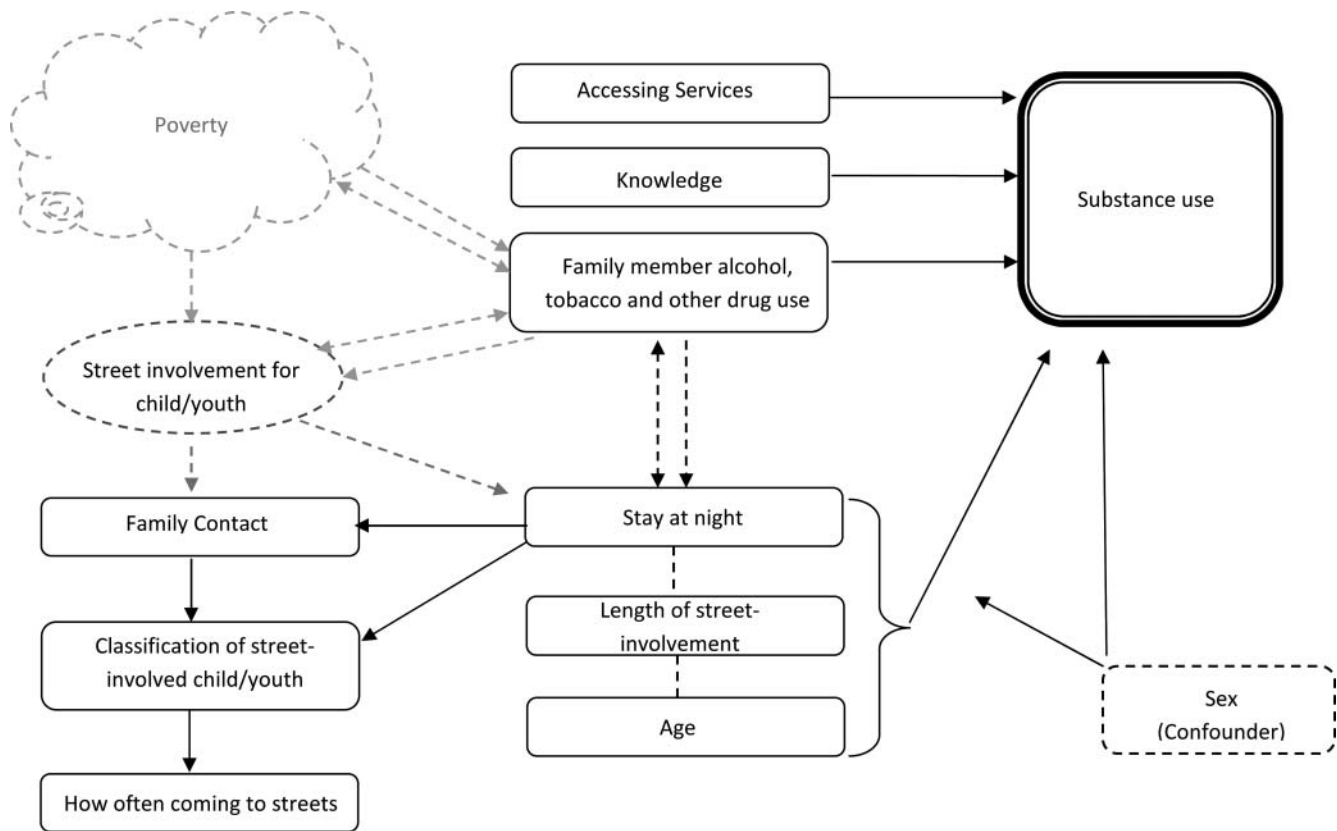 Poverty
Accessing Services
Knowledge
Substance use
Family member alcohol,
tobacco and other drug use
Street involvement for
child/youth
Family Contact
Stay at night
Classification of street-
involved child/youth
Length of street-
involvement
Age
Sex
(Confounder)
How often coming to streets